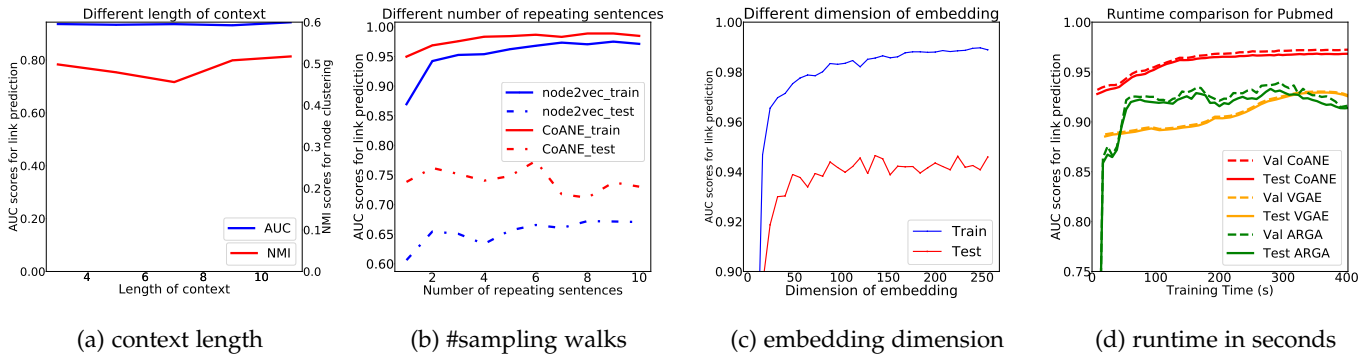 Different length of context
AUC scores for link prediction
0.80
0.60
0.40
0.20
0.00
0.6
0.5
0.4
0.3
0.2
0.1
0.0
NMI scores for node clustering
AUC
NMI
4
6
8
10
Length of context
(a) context length
Different number of repeating sentences
AUC scores for link prediction
1.00
0.95
0.90
0.85
0.80
0.75
0.70
0.65
0.60
node2vec_train
node2vec_test
CoANE_train
CoANE_test
2
4
6
8
10
Number of repeating sentences
(b) #sampling walks
Different dimension of embedding
AUC scores for link prediction
1.00
0.98
0.96
0.94
0.92
0.90
Train
Test
0
50
100
150
200
250
Dimension of embedding
(c) embedding dimension
Runtime comparison for Pubmed
AUC scores for link prediction
1.00
0.95
0.90
0.85
0.80
0.75
Val CoANE
Test CoANE
Val VGAE
Test VGAE
Val ARGA
Test ARGA
0
100
200
300
400
Training Time (s)
(d) runtime in seconds